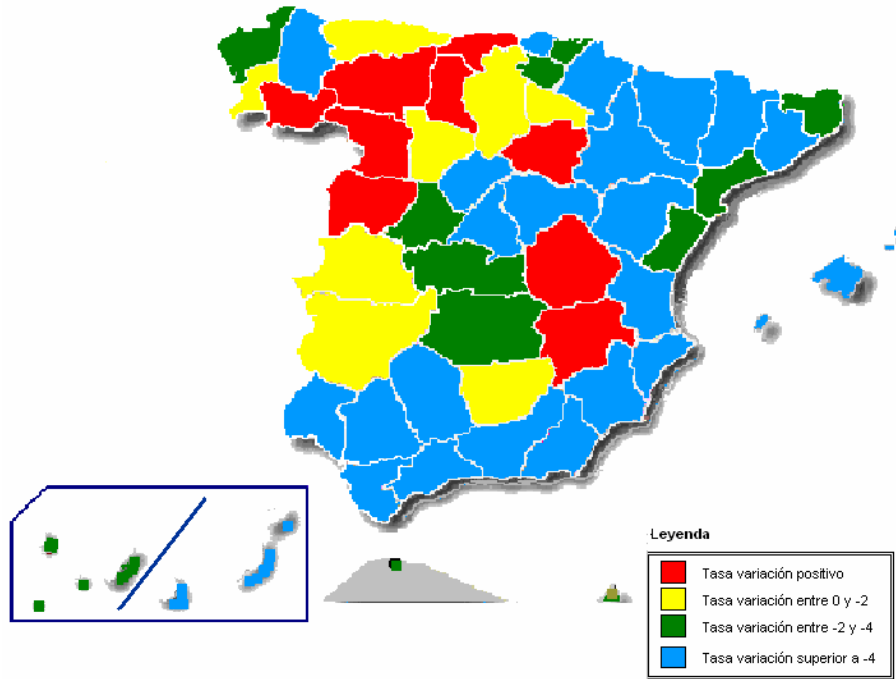 Leyenda
Tasa variación positivo
Tasa variación entre 0 y -2
Tasa variación entre -2 y -4
Tasa variación superior a -4